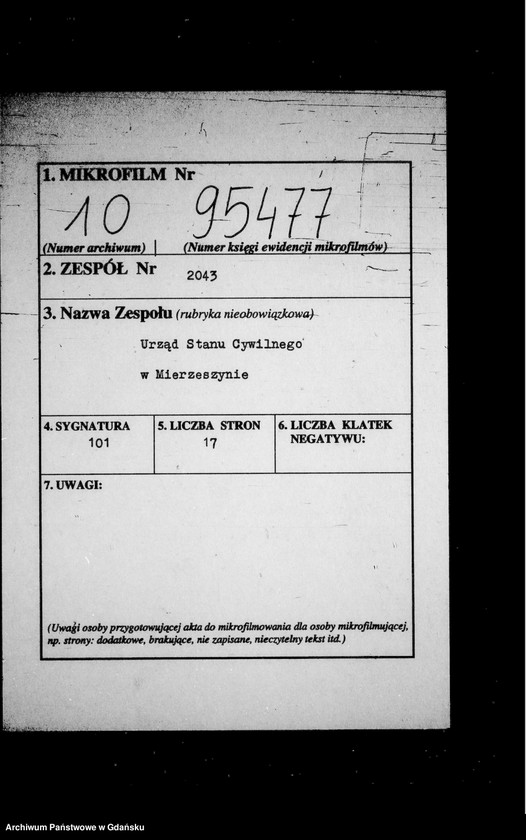 1. MIKROFILM Nr
10 95477
(Numer archiwum) | (Numer księgi ewidencji mikrofilmów)
2. ZESPÓŁ Nr 2043
3. Nazwa Zespołu (rubryka nieobowiązkowa)
Urząd Stanu Cywilnego
w Mierzeszynie
4. SYGNATURA
101
5. LICZBA STRON
17
6. LICZBA KLATEK
NEGATYWU:
7. UWAGI:
(Uwagi osoby przygotowującej akta do mikrofilmowania dla osoby mikrofilmującej,
np. strony: dodatkowe, brakujące, nie zapisane, nieczytelny tekst itd.)
Archiwum Państwowe w Gdańsku